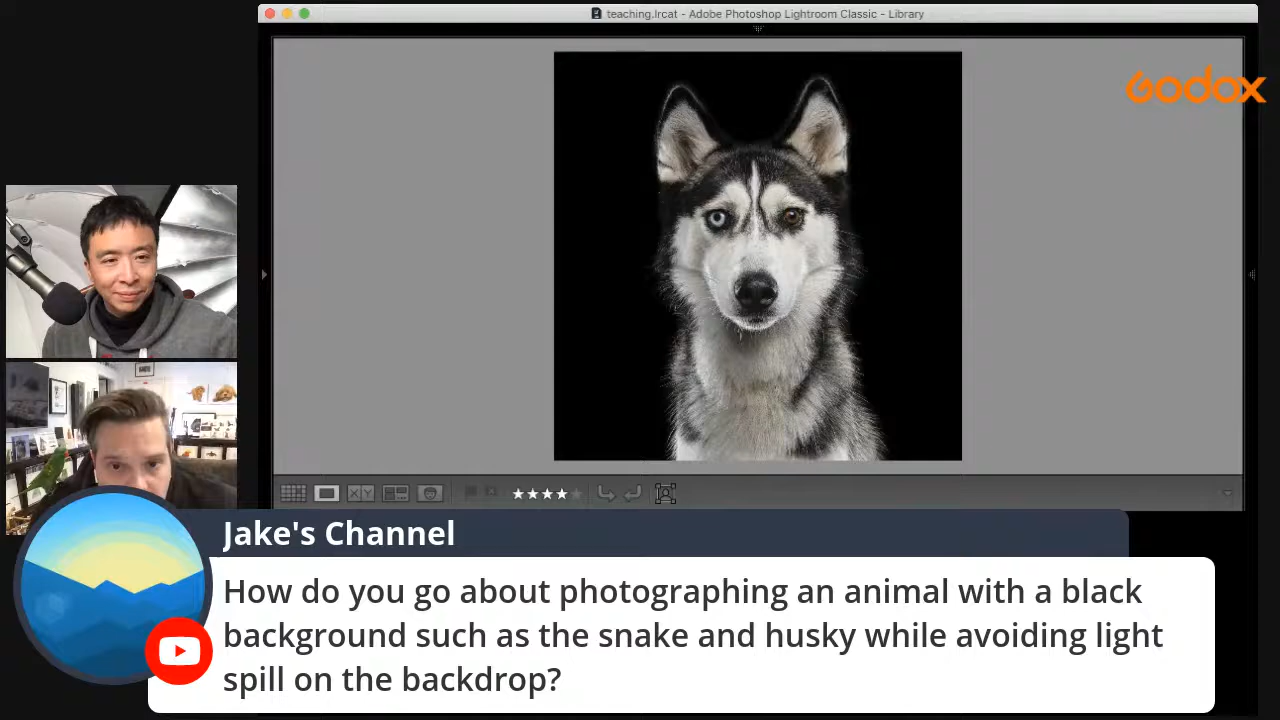 teaching.lrcat - Adobe Photoshop Lightroom Classic - Library
Godox
XY
Jake's Channel
How do you go about photographing an animal with a black
background such as the snake and husky while avoiding light
spill on the backdrop?